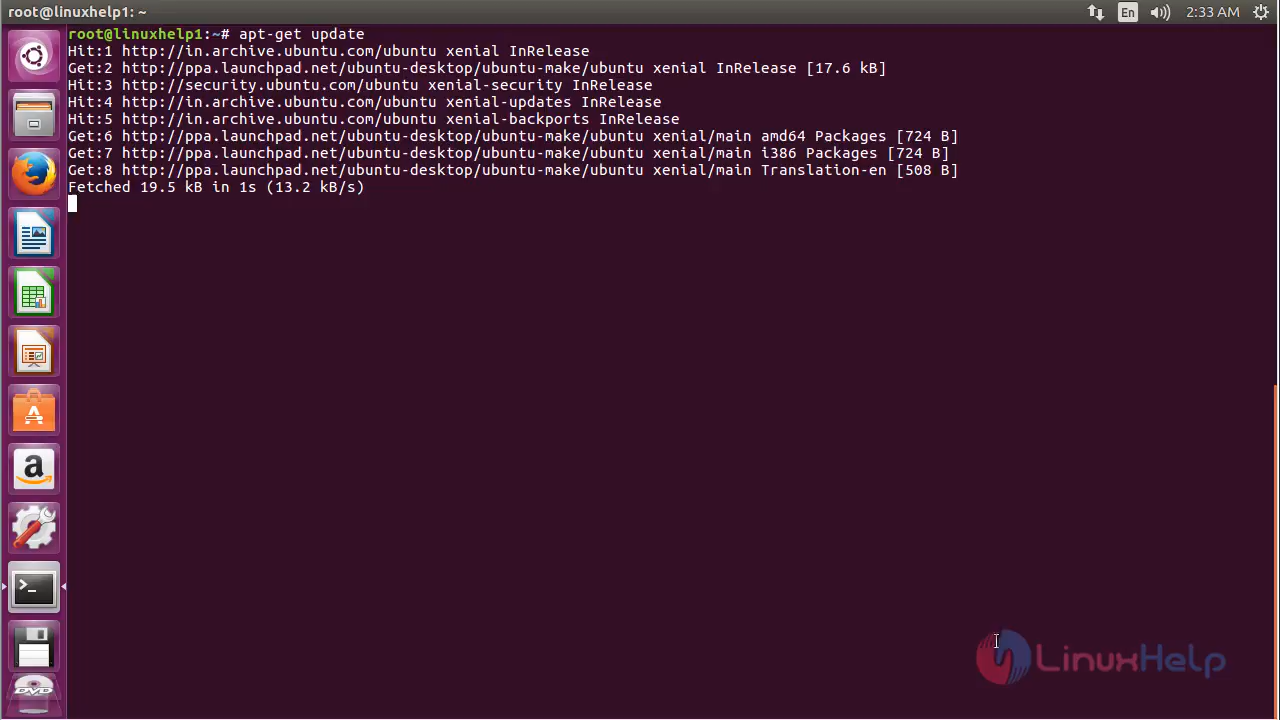 root@linuxhelp1: ~
En
2:33 AM
root@linuxhelp1:~# apt-get update
Hit:1 http://in.archive.ubuntu.com/ubuntu xenial InRelease
Get:2 http://ppa.launchpad.net/ubuntu-desktop/ubuntu-make/ubuntu xenial InRelease [17.6 kB]
Hit:3 http://security.ubuntu.com/ubuntu xenial-security InRelease
Hit:4 http://in.archive.ubuntu.com/ubuntu xenial-updates InRelease
Hit:5 http://in.archive.ubuntu.com/ubuntu xenial-backports InRelease
Get:6 http://ppa.launchpad.net/ubuntu-desktop/ubuntu-make/ubuntu xenial/main amd64 Packages [724 B]
Get:7 http://ppa.launchpad.net/ubuntu-desktop/ubuntu-make/ubuntu xenial/main i386 Packages [724 B]
Get:8 http://ppa.launchpad.net/ubuntu-desktop/ubuntu-make/ubuntu xenial/main Translation-en [508 B]
Fetched 19.5 kB in 1s (13.2 kB/s)
a
>_
DVD
LinuxHelp